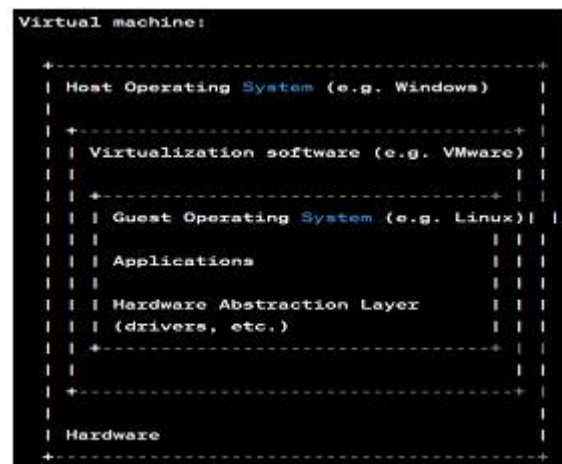 Virtual machine:
Host Operating System (e.g. Windows)
Virtualization software (e.g. VMware)
Guest Operating System (e.g. Linux)
Applications
Hardware Abstraction Layer
(drivers, etc.)
Hardware